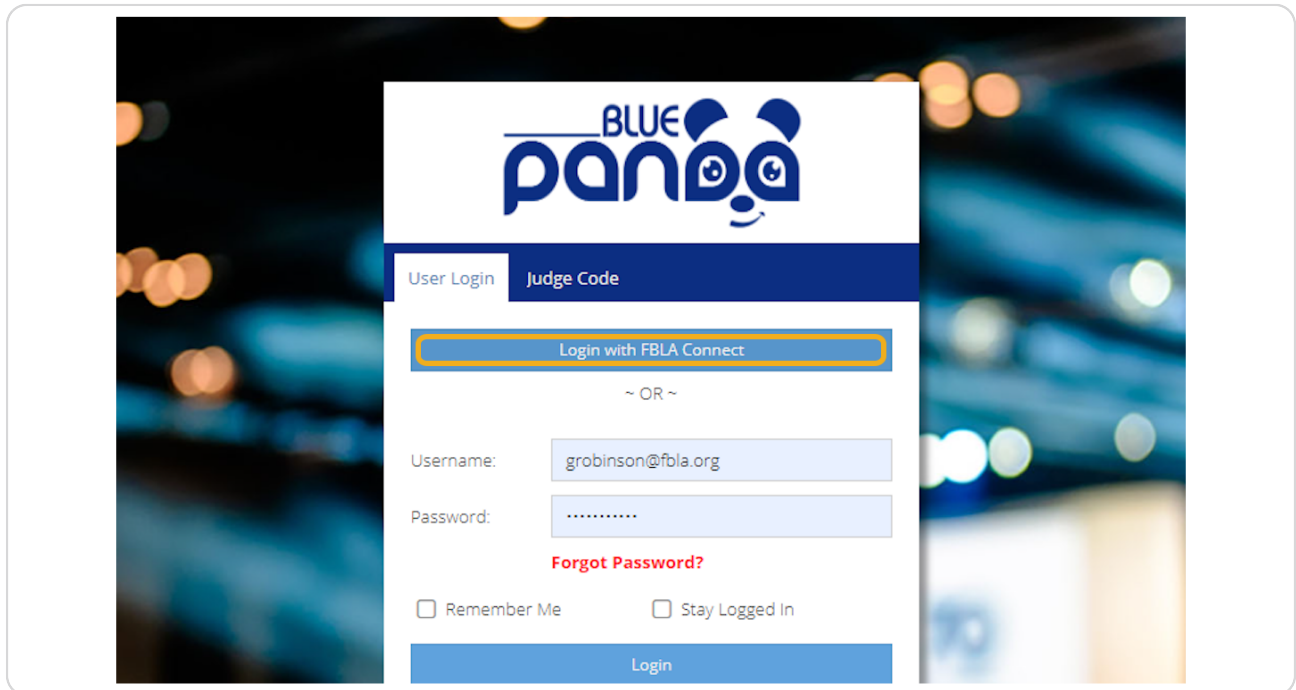 BLUE
panda
User Login Judge Code
Login with FBLA Connect
~ OR ~
Username: grobinson@fbla.org
Password: ···········
Forgot Password?
Remember Me Stay Logged In
Login